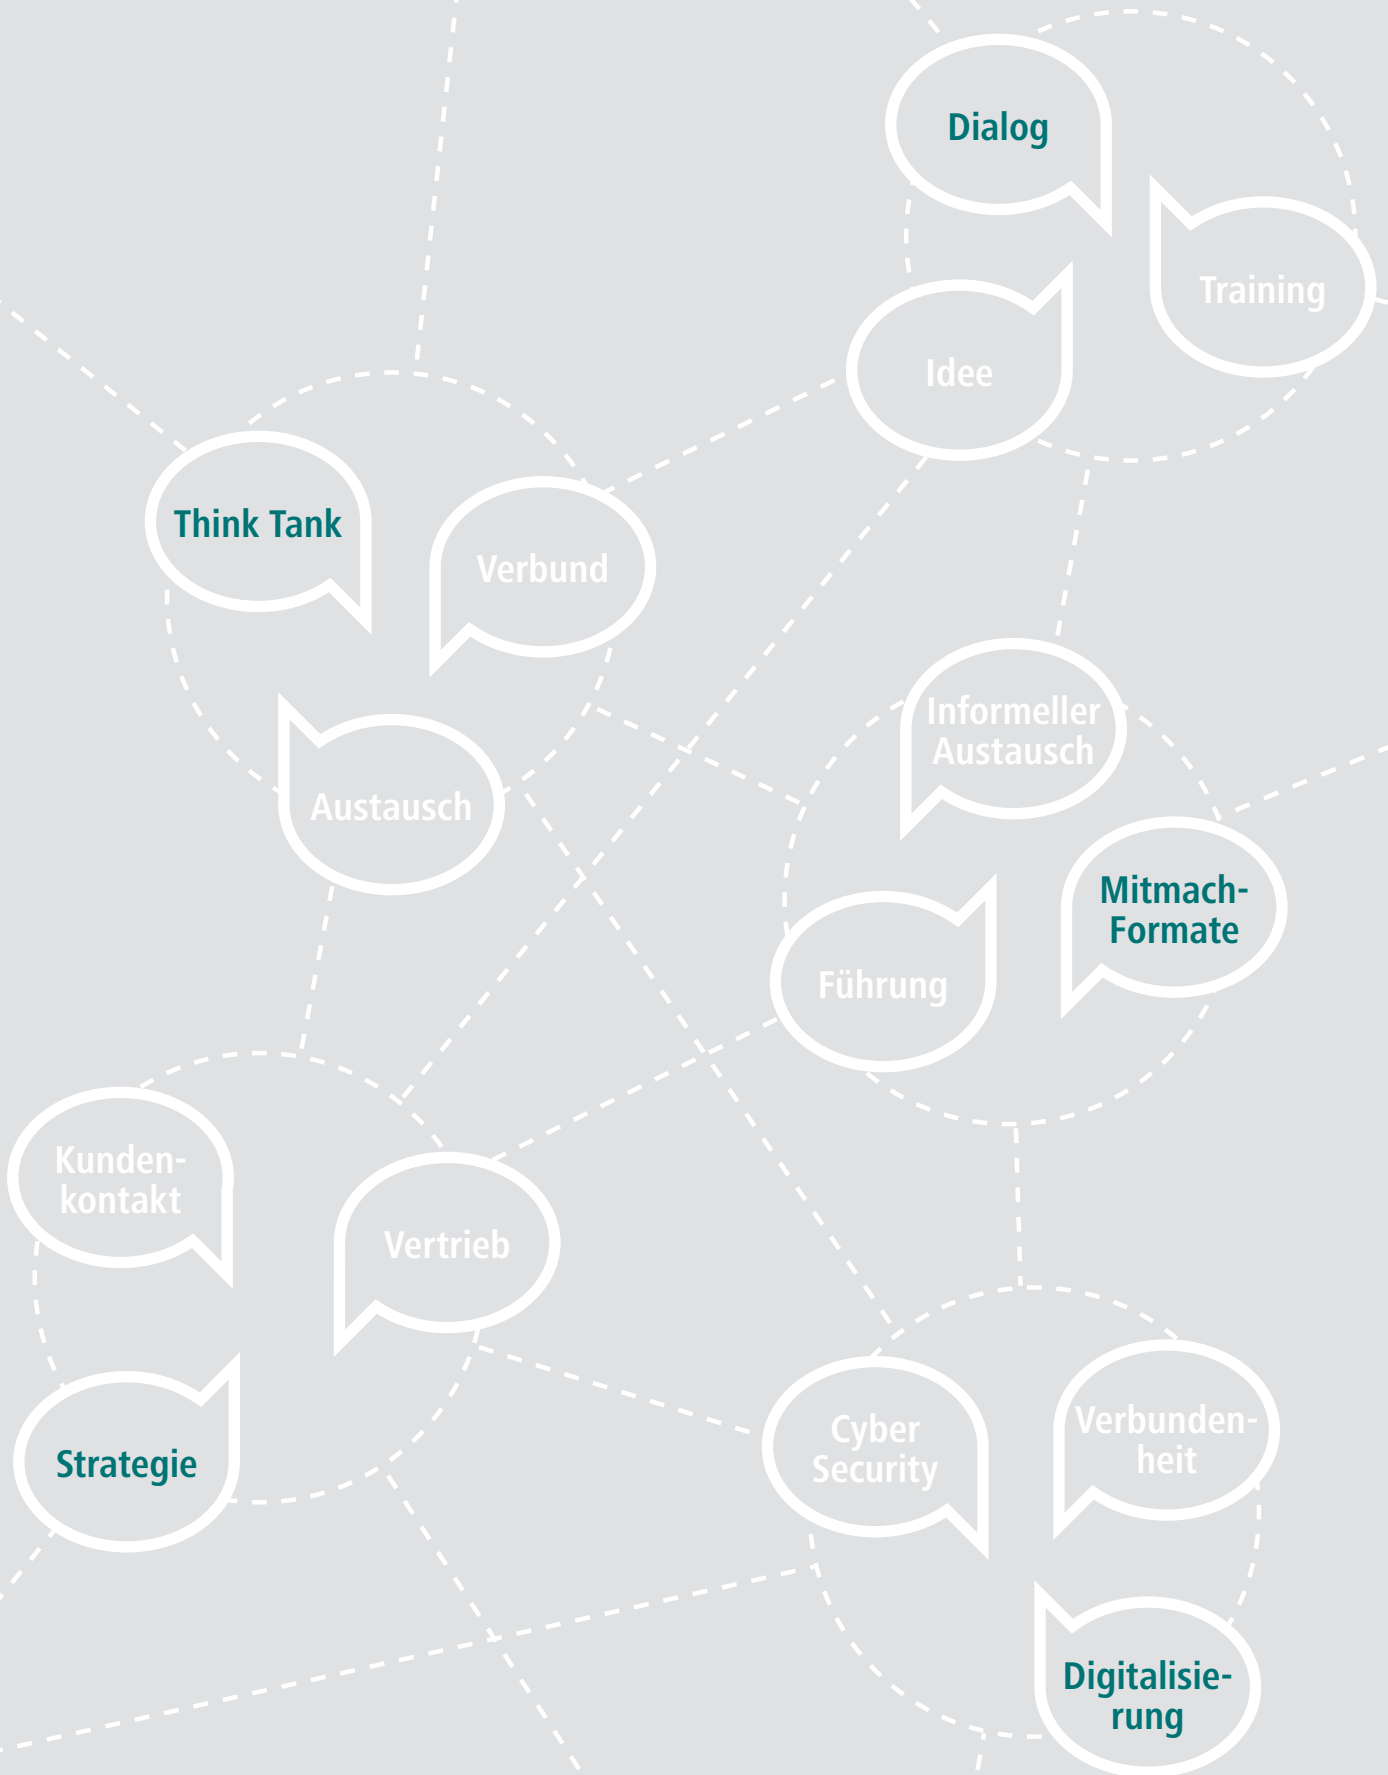 Dialog
Training
Idee
Think Tank
Verbund
Austausch
Informeller
Austausch
Mitmach-
Formate
Führung
Kunden-
kontakt
Vertrieb
Strategie
Cyber
Security
Verbunden-
heit
Digitalisie-
rung